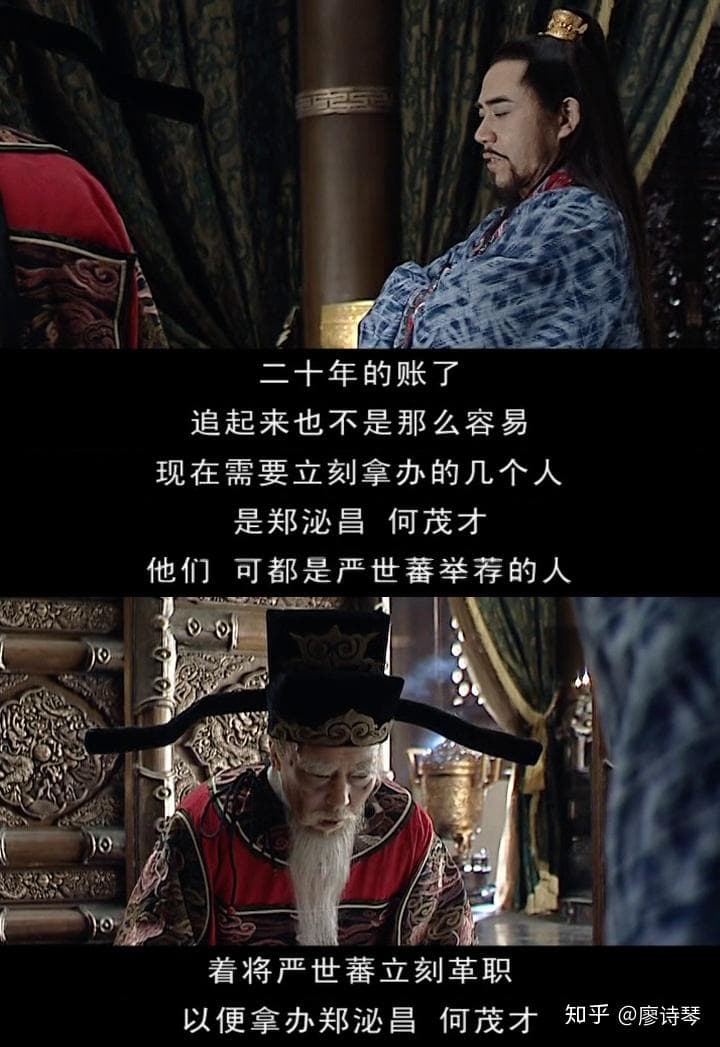 二十年的账了
追起来也不是那么容易
现在需要立刻拿办的几个人
是郑泌昌 何茂才
他们 可都是严世蕃举荐的人
着将严世蕃立刻革职
以便拿办郑泌昌 何茂才
知乎 @廖诗琴